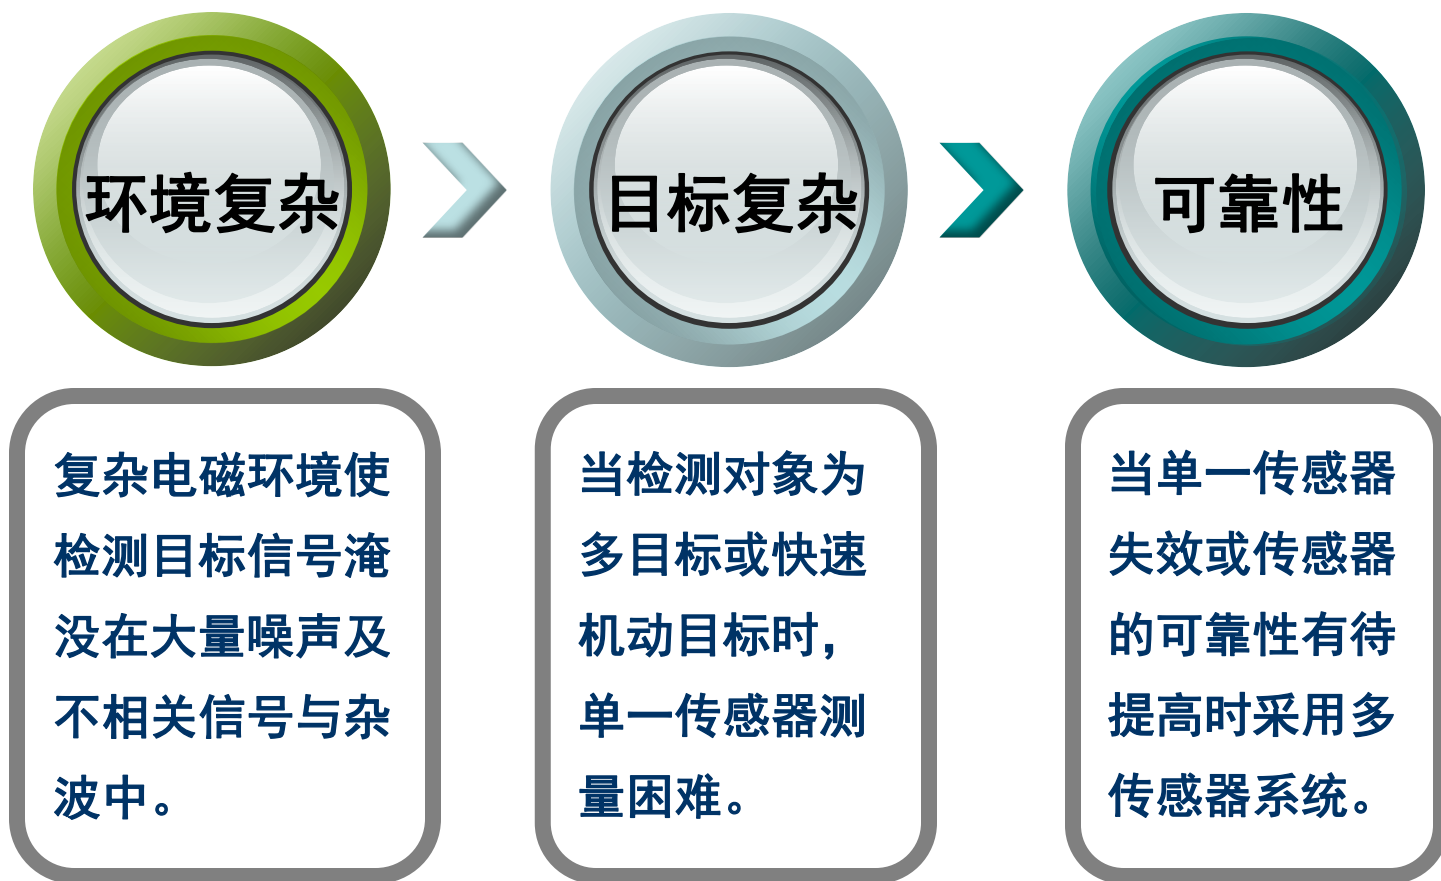 环境复杂
目标复杂
可靠性
复杂电磁环境使
检测目标信号淹
没在大量噪声及
不相关信号与杂
波中。
当检测对象为
多目标或快速
机动目标时，
单一传感器测
量困难。
当单一传感器
失效或传感器
的可靠性有待
提高时采用多
传感器系统。